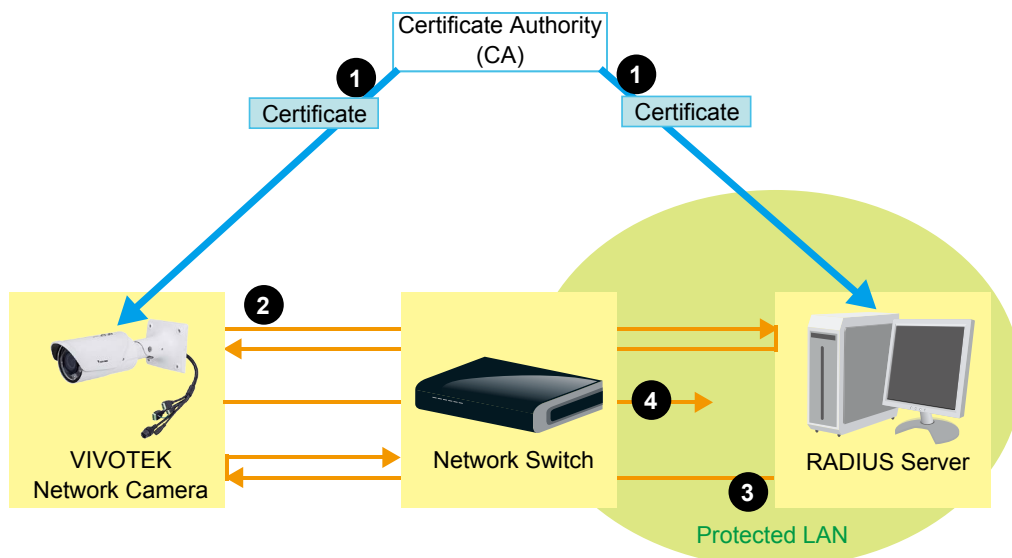 Certificate Authority
(CA)
1
1
Certificate
Certificate
2
4
VIVOTEK
Network Camera
Network Switch
RADIUS Server
3
Protected LAN